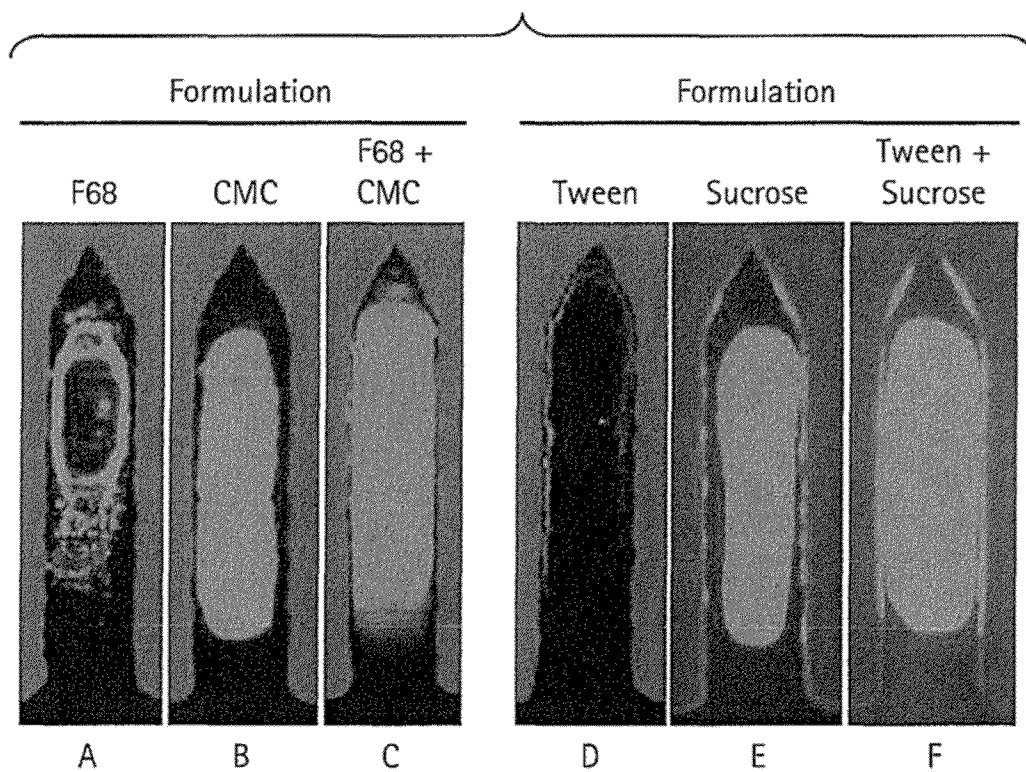 Formulation
Formulation
F68
CMC
F68 +
CMC
Tween
Sucrose
Tween +
Sucrose
A
B
C
D
E
F